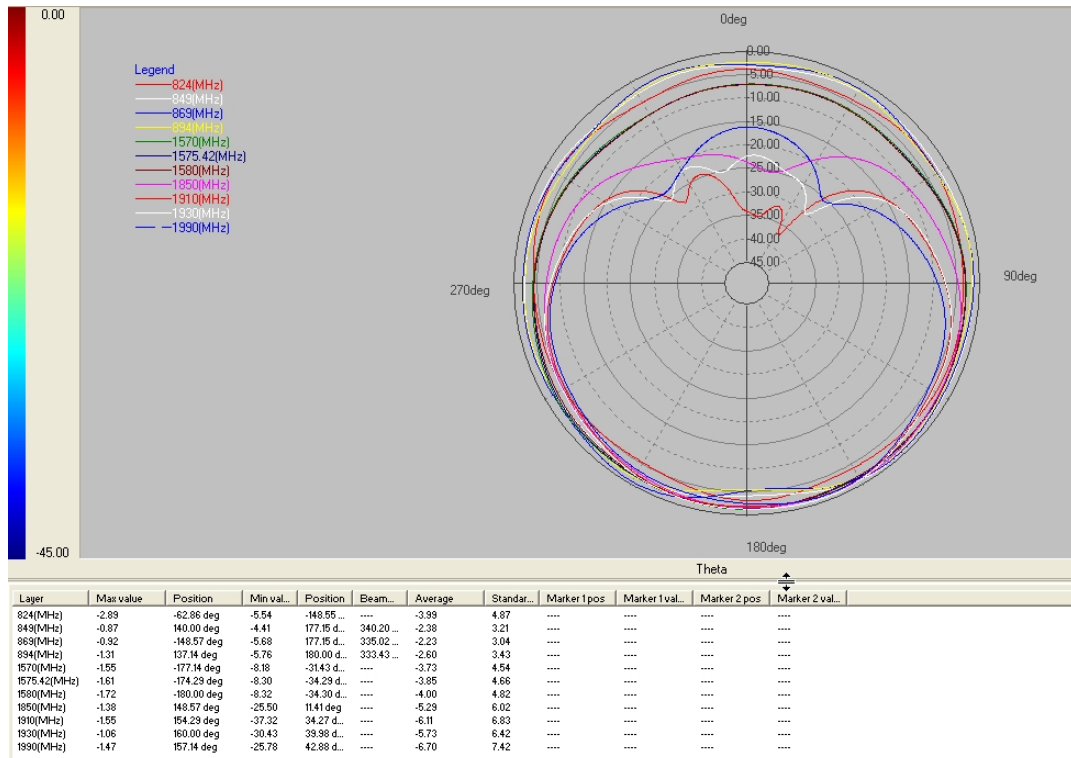 0.00
-45.00
Legend
824(MHz)
849(MHz)
869(MHz)
894(MHz)
1570(MHz)
1575.42(MHz)
1580(MHz)
1850(MHz)
1910(MHz)
1930(MHz)
1990(MHz)
0deg
0.00
-5.00
-10.00
-15.00
-20.00
-25.00
-30.00
-35.00
-40.00
-45.00
270deg
90deg
180deg
Theta
Layer Max value Position Min val... Position Beam... Average Standar... Marker 1 pos Marker 1 val... Marker 2 pos Marker 2 val...
824(MHz) -2.89 -62.86 deg -5.54 -148.55 ... ---- -3.99 4.87 ---- ---- ---- ----
849(MHz) -0.87 140.00 deg -4.41 177.15 d... 340.20 ... -2.38 3.21 ---- ---- ---- ----
869(MHz) -0.92 -148.57 deg -5.68 177.15 d... 335.02 ... -2.23 3.04 ---- ---- ---- ----
894(MHz) -1.31 137.14 deg -5.76 180.00 d... 333.43 ... -2.60 3.43 ---- ---- ---- ----
1570(MHz) -1.55 -177.14 deg -8.18 -31.43 d... ---- -3.73 4.54 ---- ---- ---- ----
1575.42(MHz) -1.61 -174.29 deg -8.30 -34.29 d... ---- -3.85 4.66 ---- ---- ---- ----
1580(MHz) -1.72 -180.00 deg -8.32 -34.30 d... ---- -4.00 4.82 ---- ---- ---- ----
1850(MHz) -1.38 148.57 deg -25.50 11.41 deg ---- -5.29 6.02 ---- ---- ---- ----
1910(MHz) -1.55 154.29 deg -37.32 34.27 d... ---- -6.11 6.83 ---- ---- ---- ----
1930(MHz) -1.06 160.00 deg -30.43 39.98 d... ---- -5.73 6.42 ---- ---- ---- ----
1990(MHz) -1.47 157.14 deg -25.78 42.88 d... ---- -6.70 7.42 ---- ---- ---- ----